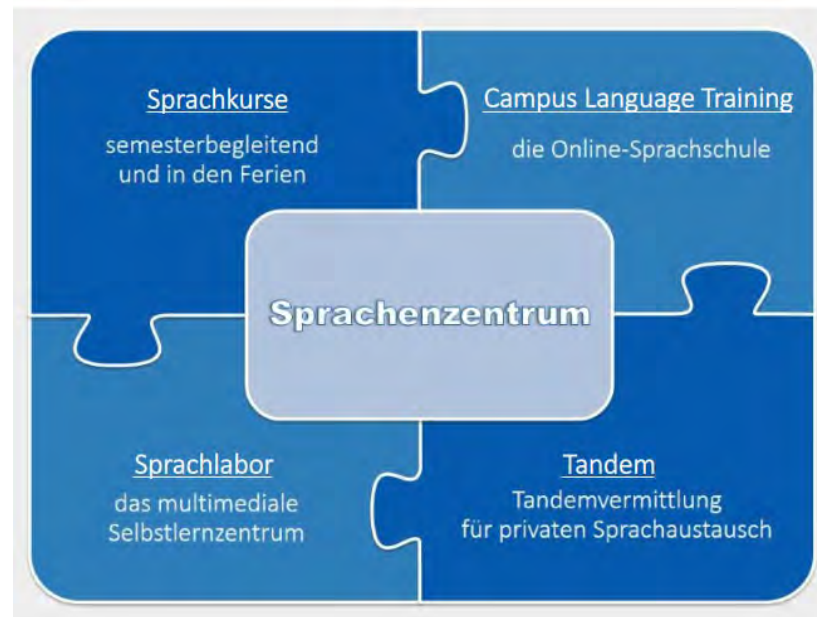 Sprachkurse
semesterbegleitend
und in den Ferien
Campus Language Training
die Online-Sprachschule
Sprachenzentrum
Sprachlabor
das multimediale
Selbstlernzentrum
Tandem
Tandemvermittlung
für privaten Sprachaustausch